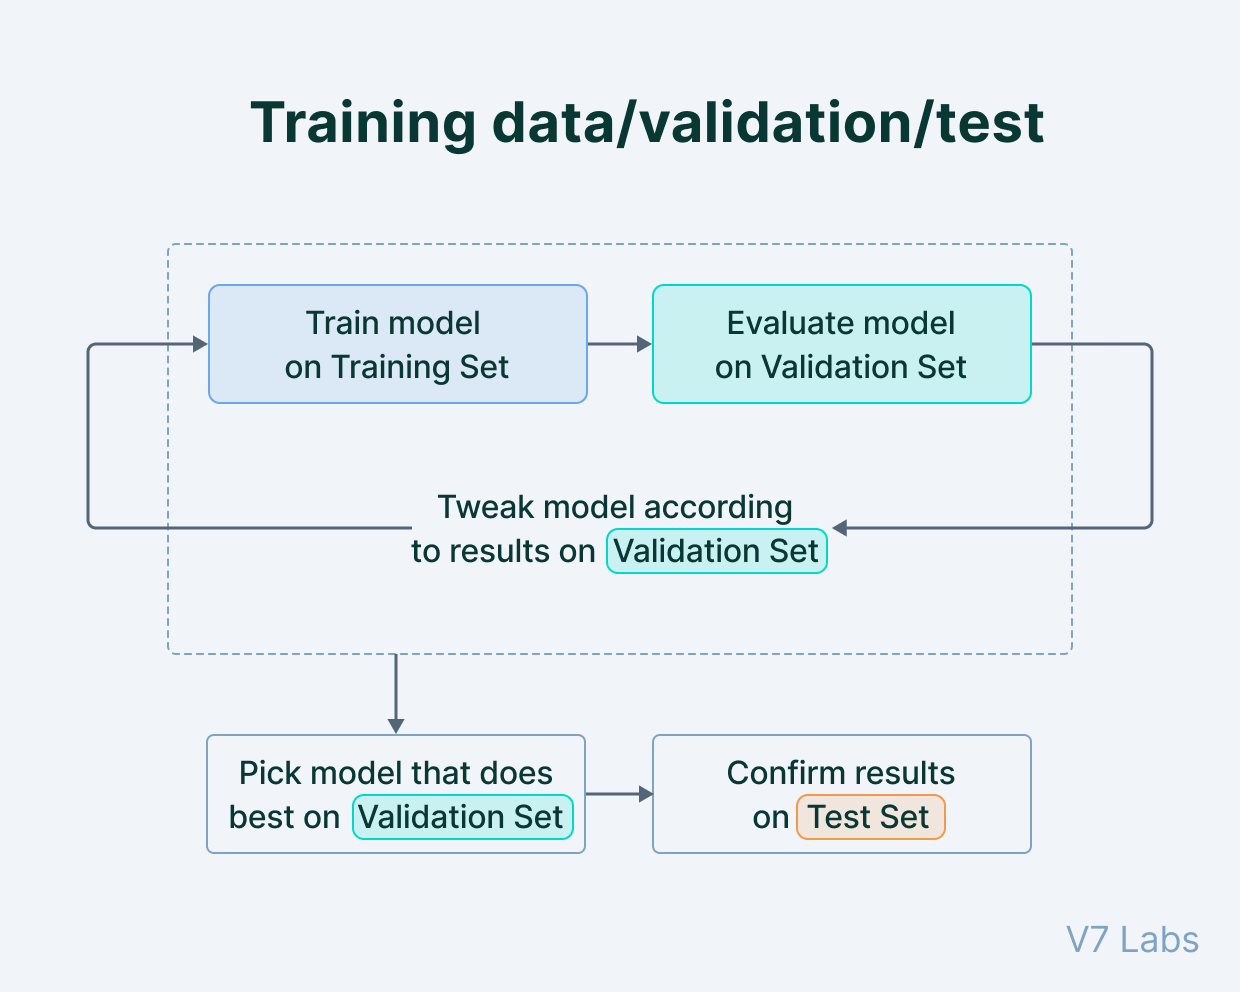 Training data/validation/test
Train model
on Training Set
Evaluate model
on Validation Set
Tweak model according
to results on Validation Set
Pick model that does
best on Validation Set
Confirm results
on Test Set
V7 Labs